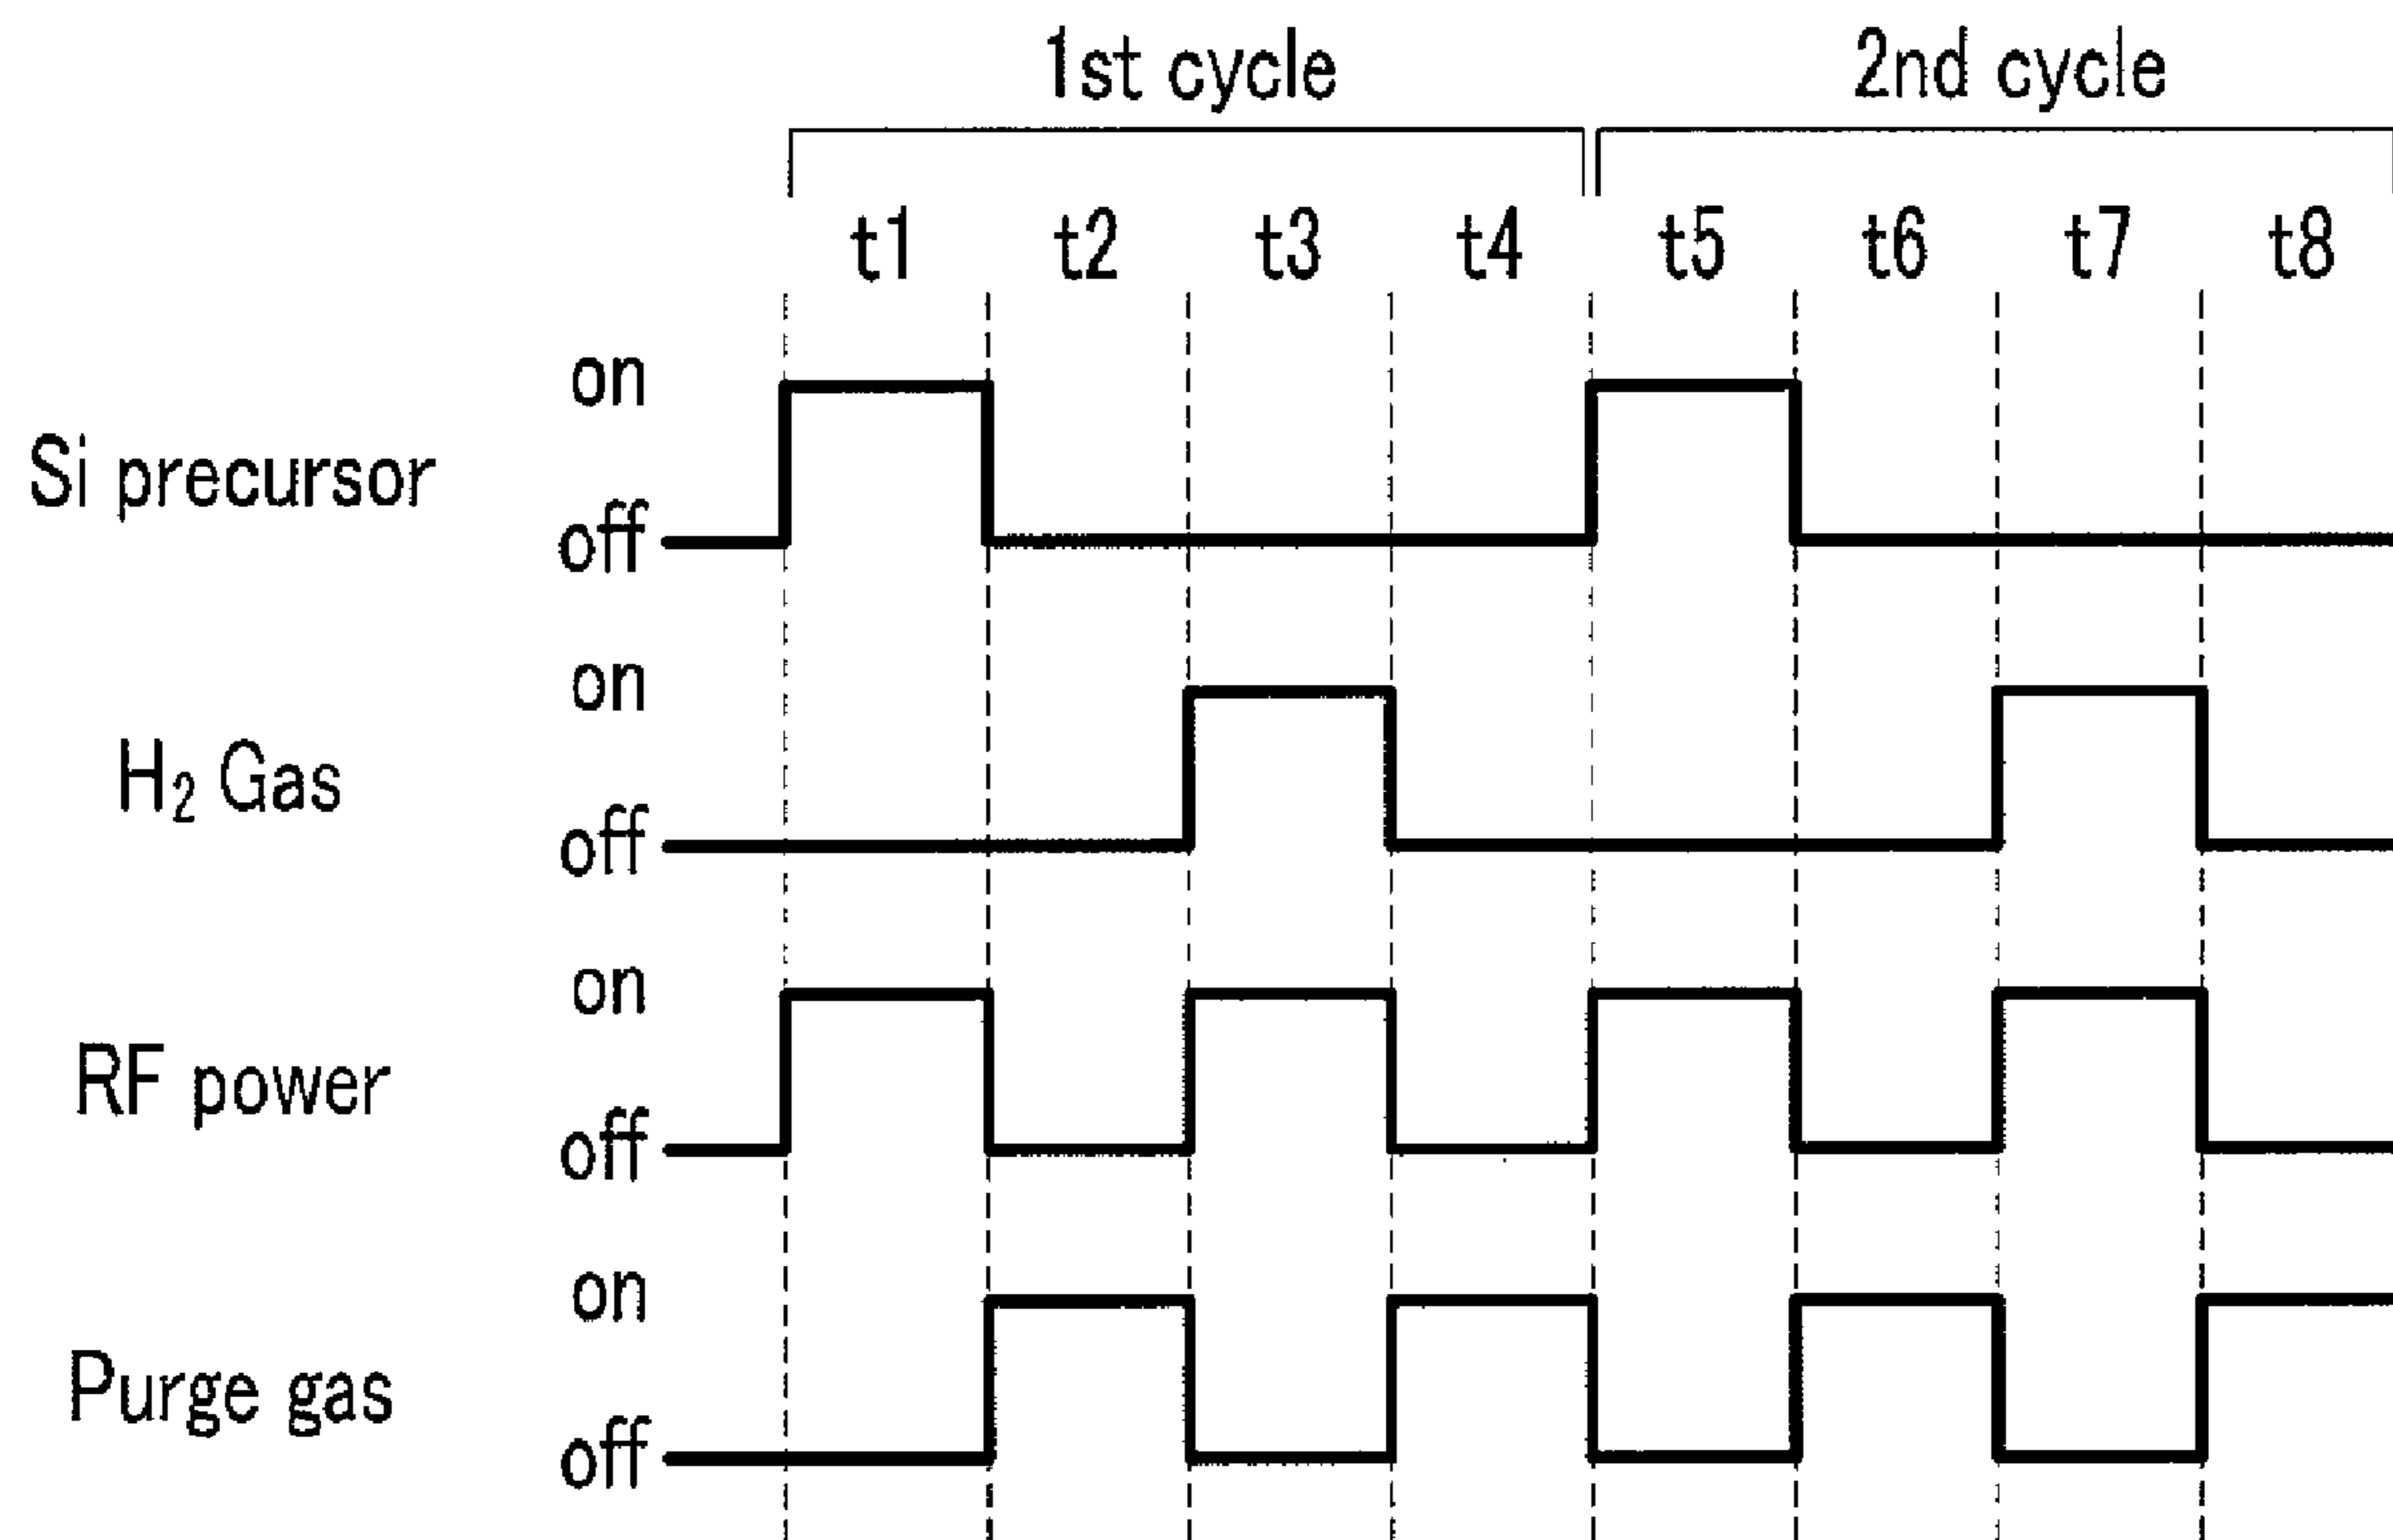 1st cycle 2nd cycle
t1 t2 t3 t4 t5 t6 t7 t8
on
Si precursor
off
on
H₂ Gas
off
on
RF power
off
on
Purge gas
off